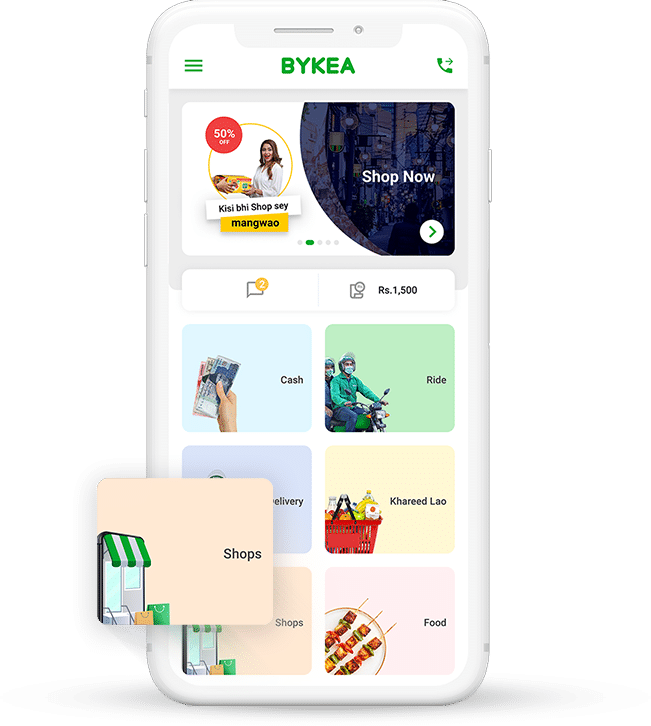 BYKEA
50%
OFF
Kisi bhi Shop sey
mangwao
Shop Now
2
Rs.1,500
Cash
Ride
Delivery
Khareed Lao
Shops
Shops
Food